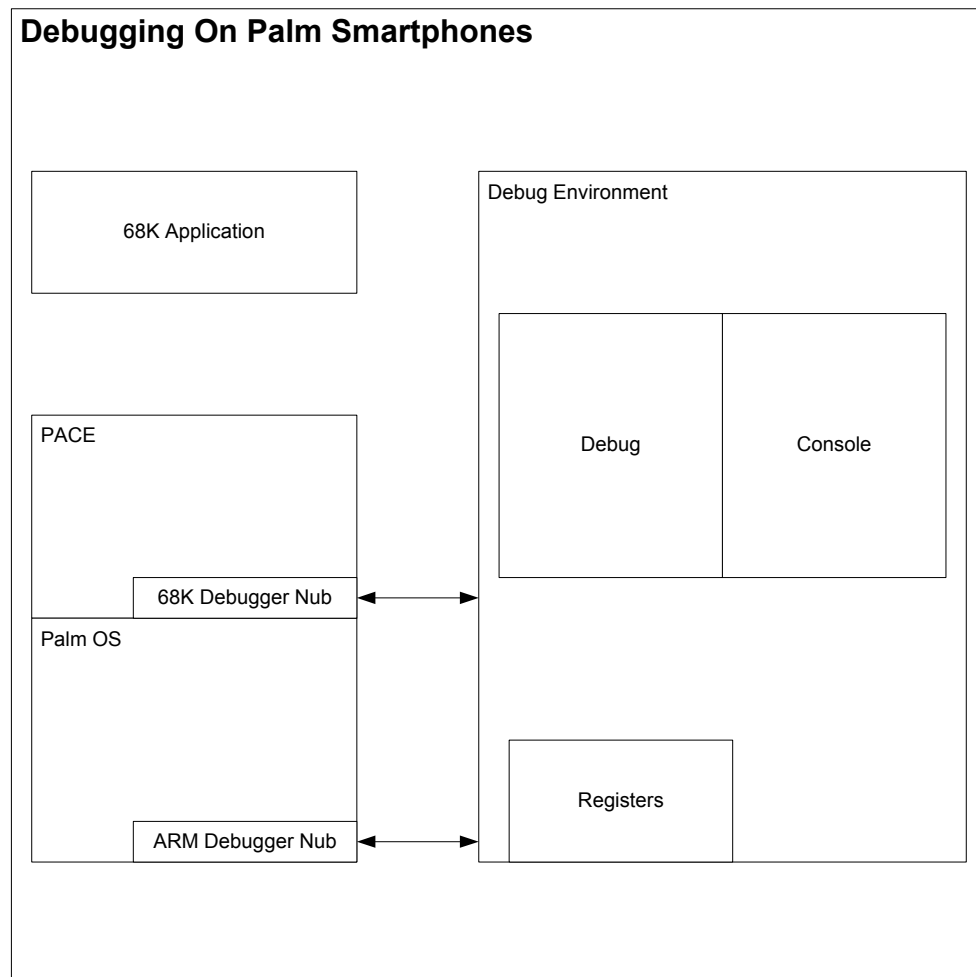 Debugging On Palm Smartphones
68K Application
Debug Environment
Debug
Console
PACE
68K Debugger Nub
Palm OS
Registers
ARM Debugger Nub